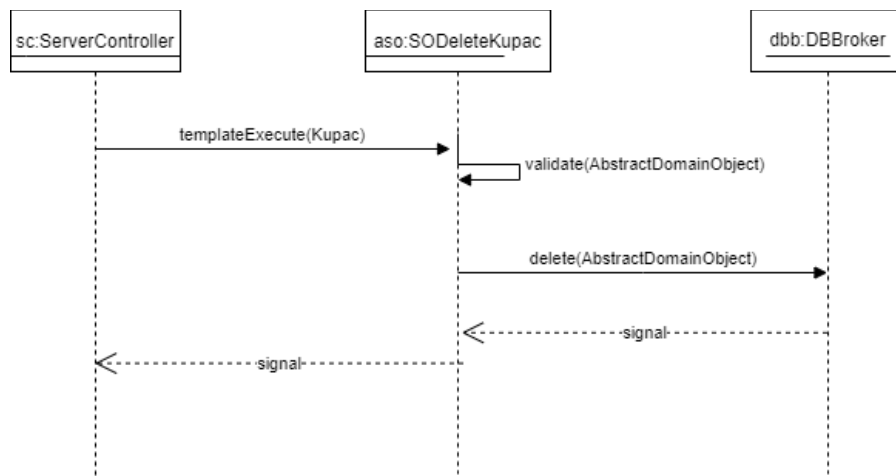 sc:ServerController
aso:SODeleteKupac
dbb:DBBroker
templateExecute(Kupac)
validate(AbstractDomainObject)
delete(AbstractDomainObject)
signal
signal